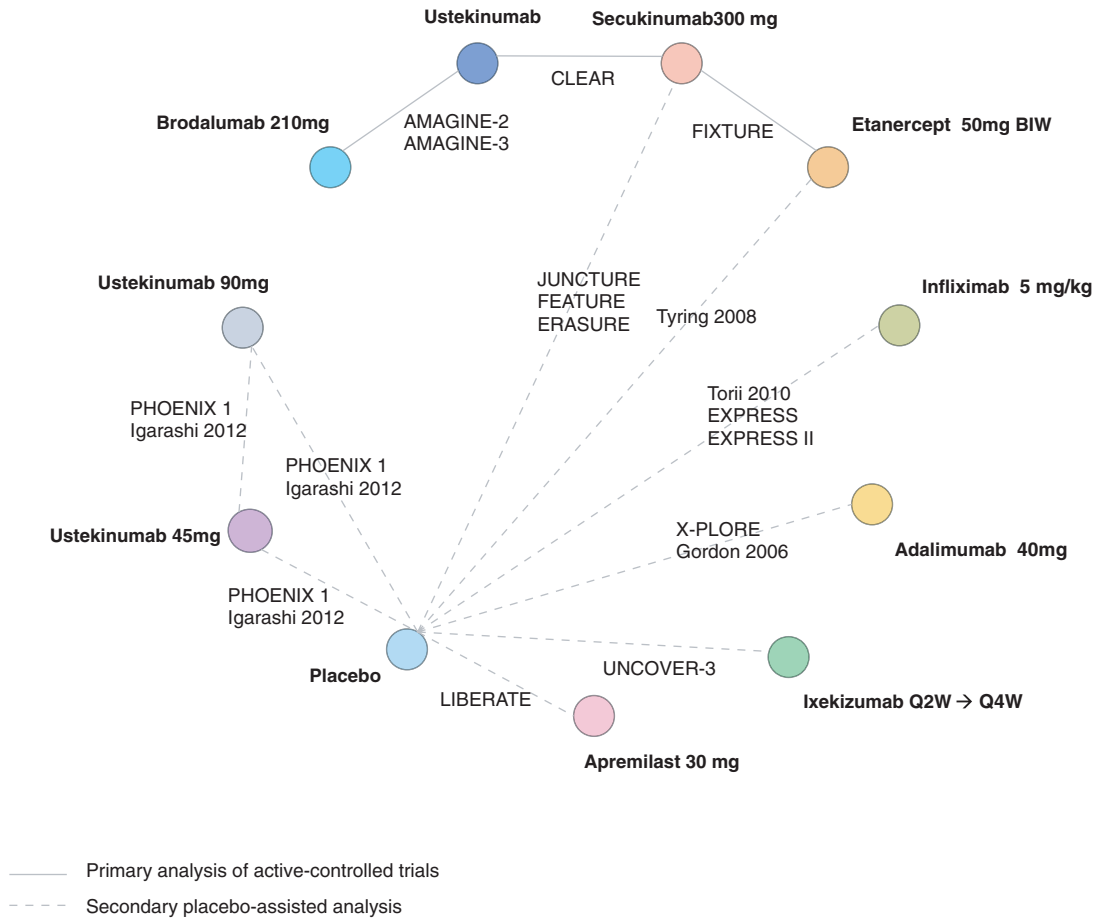 Ustekinumab
Secukinumab300 mg
CLEAR
Brodalumab 210mg
AMAGINE-2
AMAGINE-3
FIXTURE
Etanercept 50mg BIW
Ustekinumab 90mg
JUNCTURE
FEATURE
ERASURE
Tyring 2008
Infliximab 5 mg/kg
PHOENIX 1
Igarashi 2012
Torii 2010
EXPRESS
EXPRESS II
PHOENIX 1
Igarashi 2012
Ustekinumab 45mg
X-PLORE
Gordon 2006
Adalimumab 40mg
PHOENIX 1
Igarashi 2012
Placebo
UNCOVER-3
LIBERATE
Ixekizumab Q2W → Q4W
Apremilast 30 mg
Primary analysis of active-controlled trials
Secondary placebo-assisted analysis